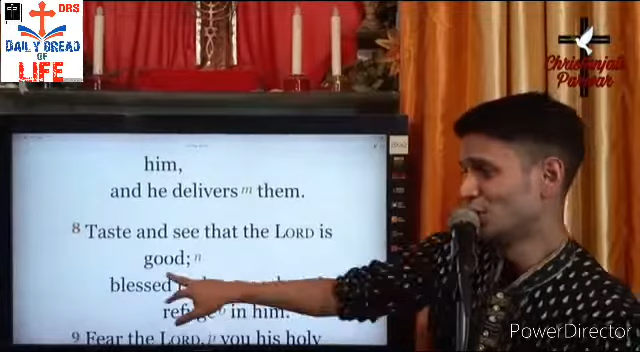 DRS
DAILY BREAD
OF
LIFE
Christanjali
Parivar
him,
and he delivers m them.
8 Taste and see that the LORD is
good; n
blessed
in him.
9 Fear the LORD, p you his holy
PowerDirector